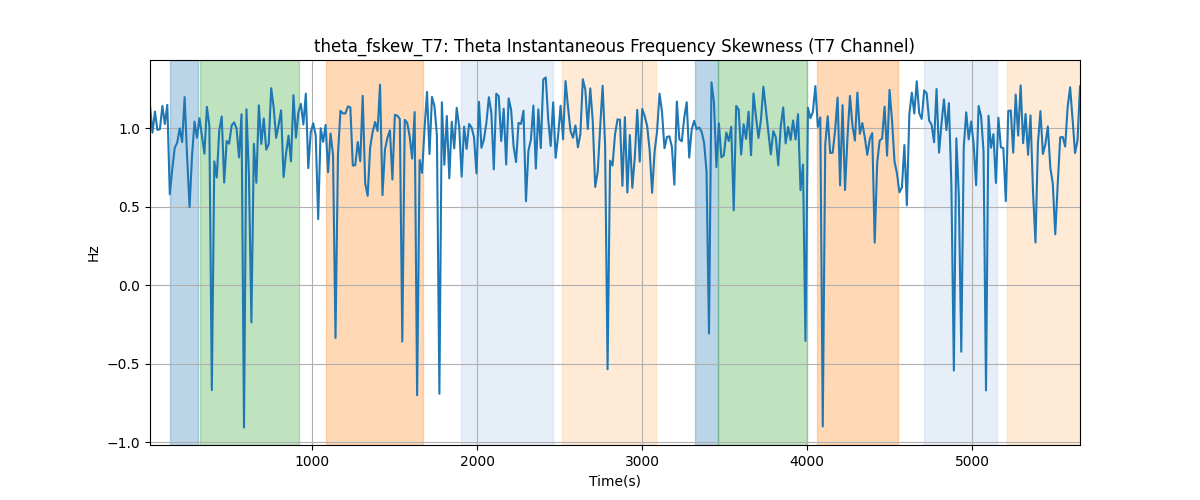 theta_fskew_T7: Theta Instantaneous Frequency Skewness (T7 Channel)
1.0
0.5
0.0
−0.5
−1.0
Hz
1000 2000 3000 4000 5000
Time(s)